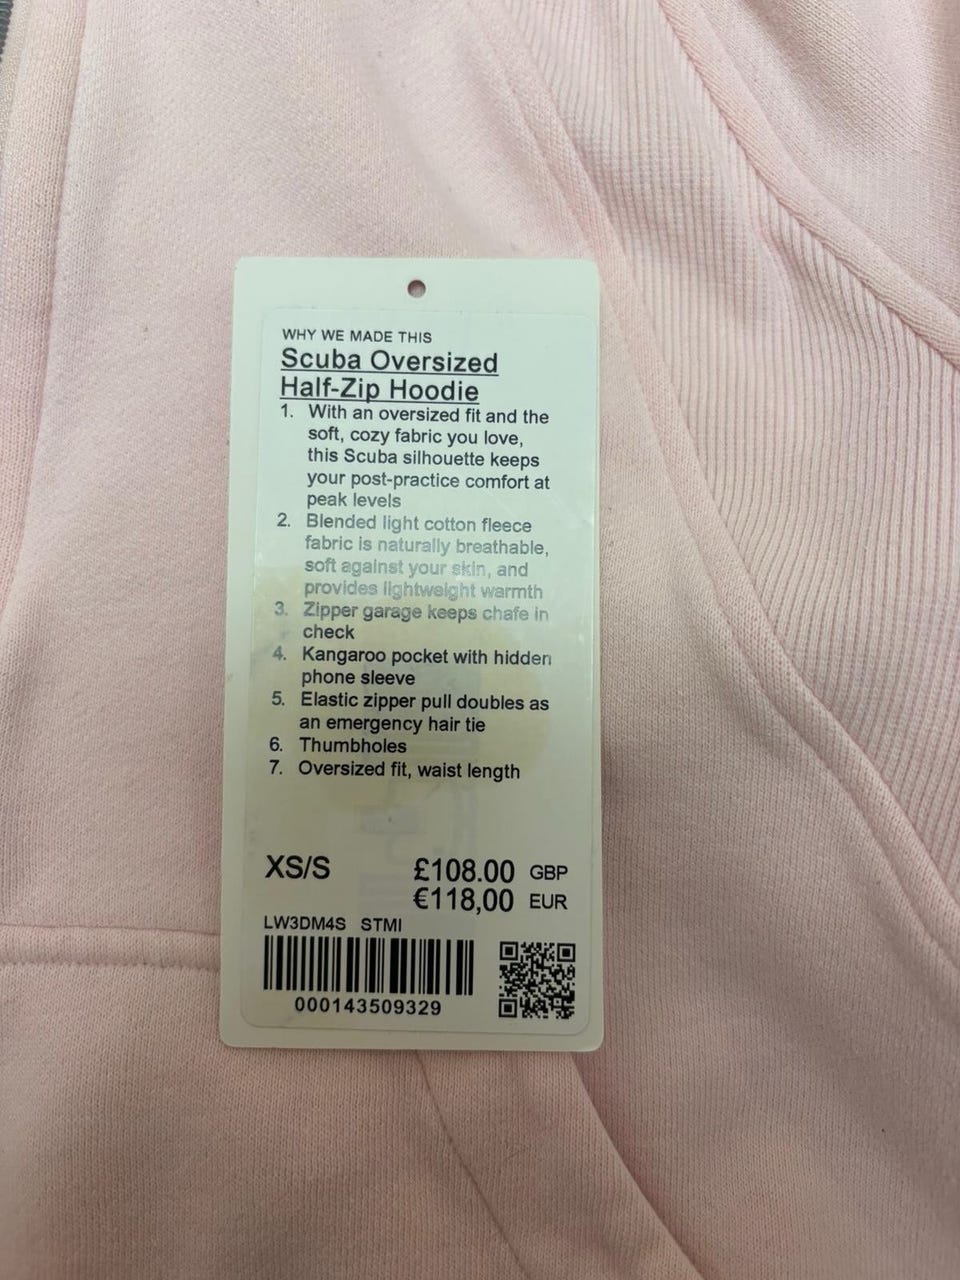 WHY WE MADE THIS
Scuba Oversized
Half-Zip Hoodie
1. With an oversized fit and the
soft, cozy fabric you love,
this Scuba silhouette keeps
your post-practice comfort at
peak levels
2. Blended light cotton fleece
fabric is naturally breathable,
soft against your skin, and
provides lightweight warmth
3. Zipper garage keeps chafe in
check
4. Kangaroo pocket with hidden
phone sleeve
5. Elastic zipper pull doubles as
an emergency hair tie
6. Thumbholes
7. Oversized fit, waist length
XS/S £108.00 GBP
€118,00 EUR
LW3DM4S STMI
000143509329